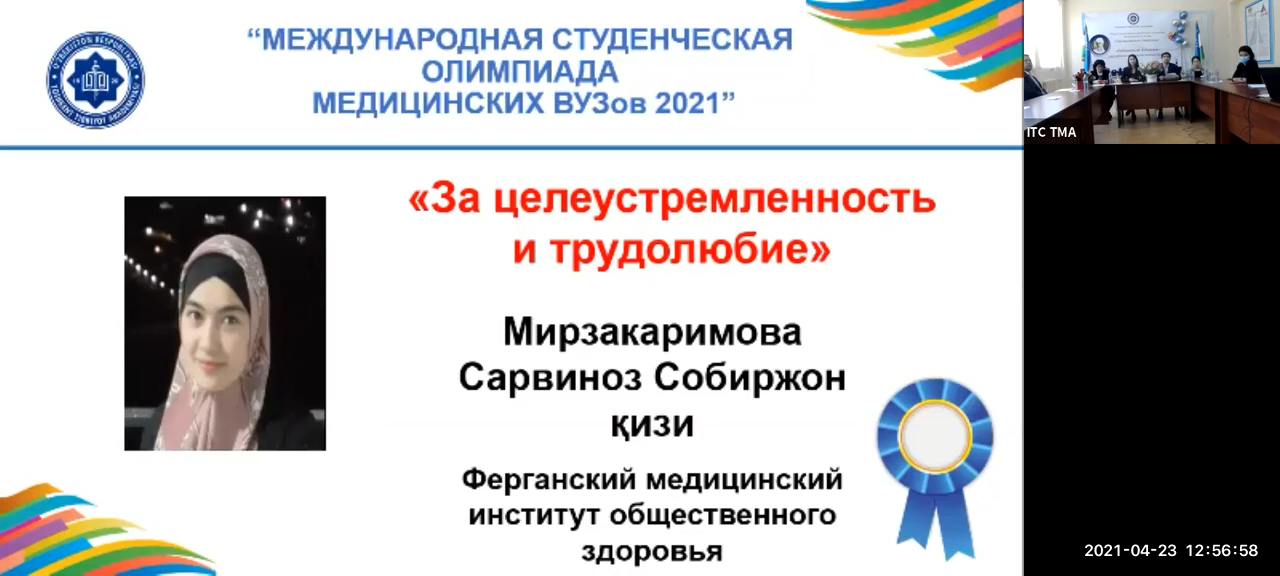 “МЕЖДУНАРОДНАЯ СТУДЕНЧЕСКАЯ
ОЛИМПИАДА
МЕДИЦИНСКИХ ВУЗов 2021”
«За целеустремленность
и трудолюбие»
Мирзакаримова
Сарвиноз Собиржон
қизи
Ферганский медицинский
институт общественного
здоровья
ITC TMA
2021-04-23 12:56:58